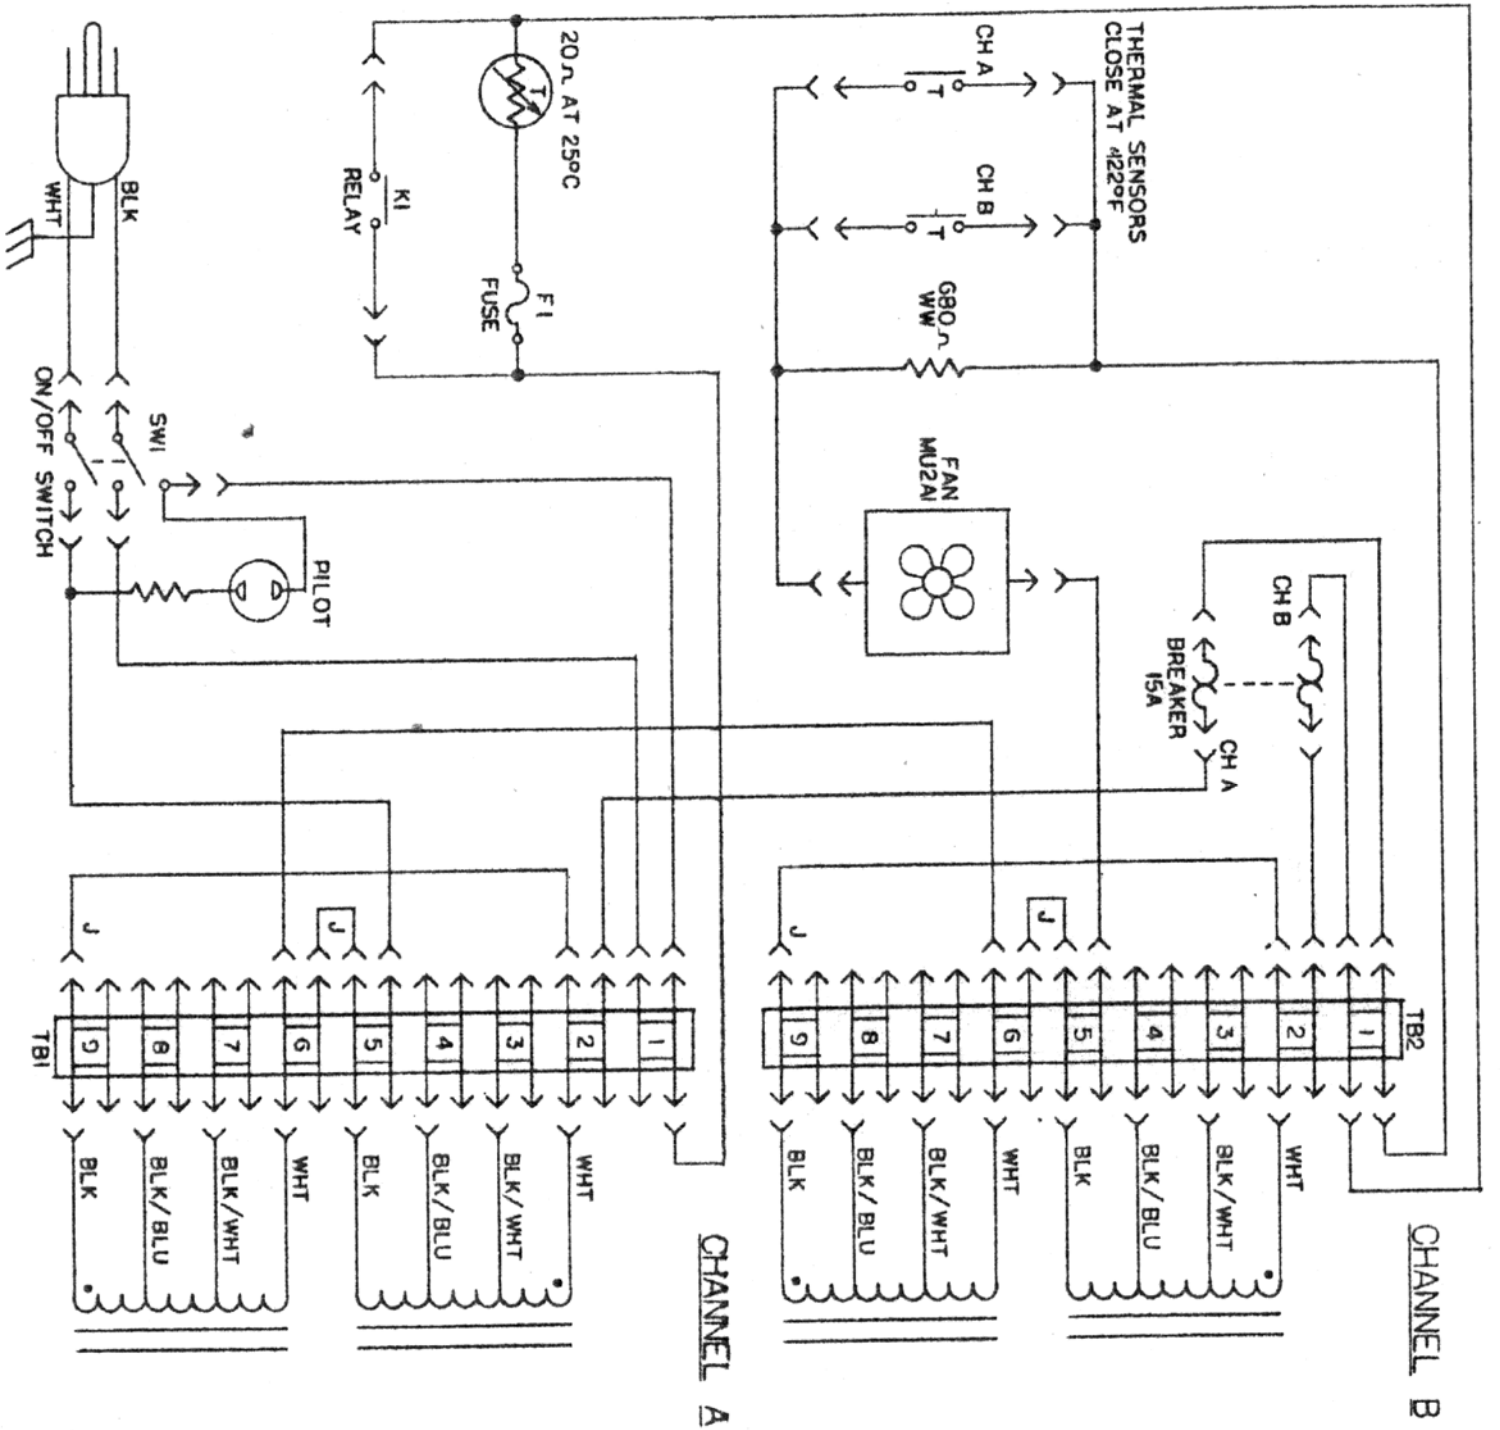 THERMAL SENSORS
CLOSE AT ≈122°F
CH A
T
CH B
T
680Ω
WW
FAN
MU2A1
20Ω AT 25°C
T
F1
FUSE
K1
RELAY
BLK
WHT
SW1
ON/OFF SWITCH
PILOT
CH B
BREAKER
15A
CH A
J
J
TB2
1
2
3
4
5
6
7
8
9
WHT
BLK/WHT
BLK/BLU
BLK
WHT
BLK/WHT
BLK/BLU
BLK
CHANNEL B
J
J
TB1
1
2
3
4
5
6
7
8
9
WHT
BLK/WHT
BLK/BLU
BLK
WHT
BLK/WHT
BLK/BLU
BLK
CHANNEL A